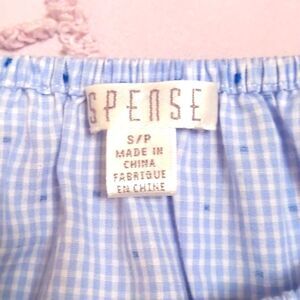 SPENSE
S/P
MADE IN
CHINA
FABRIQUE
EN CHINE